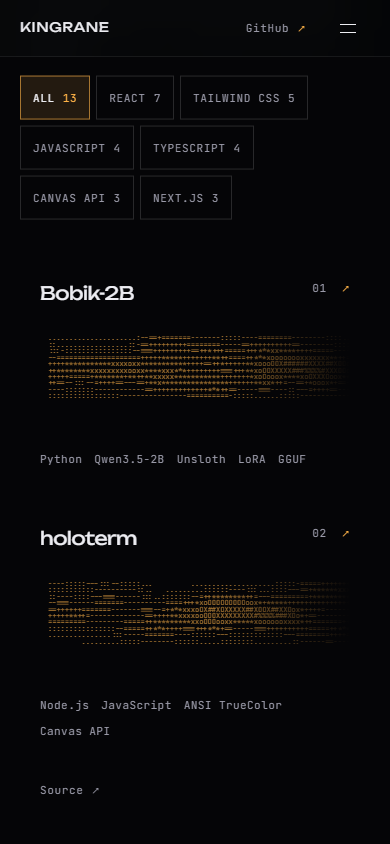 KINGRANE
GitHub ↗
ALL 13 REACT 7 TAILWIND CSS 5
JAVASCRIPT 4 TYPESCRIPT 4
CANVAS API 3 NEXT.JS 3
Bobik-2B 01 ↗
Python Qwen3.5-2B Unsloth LoRA GGUF
holoterm 02 ↗
Node.js JavaScript ANSI TrueColor
Canvas API
Source ↗